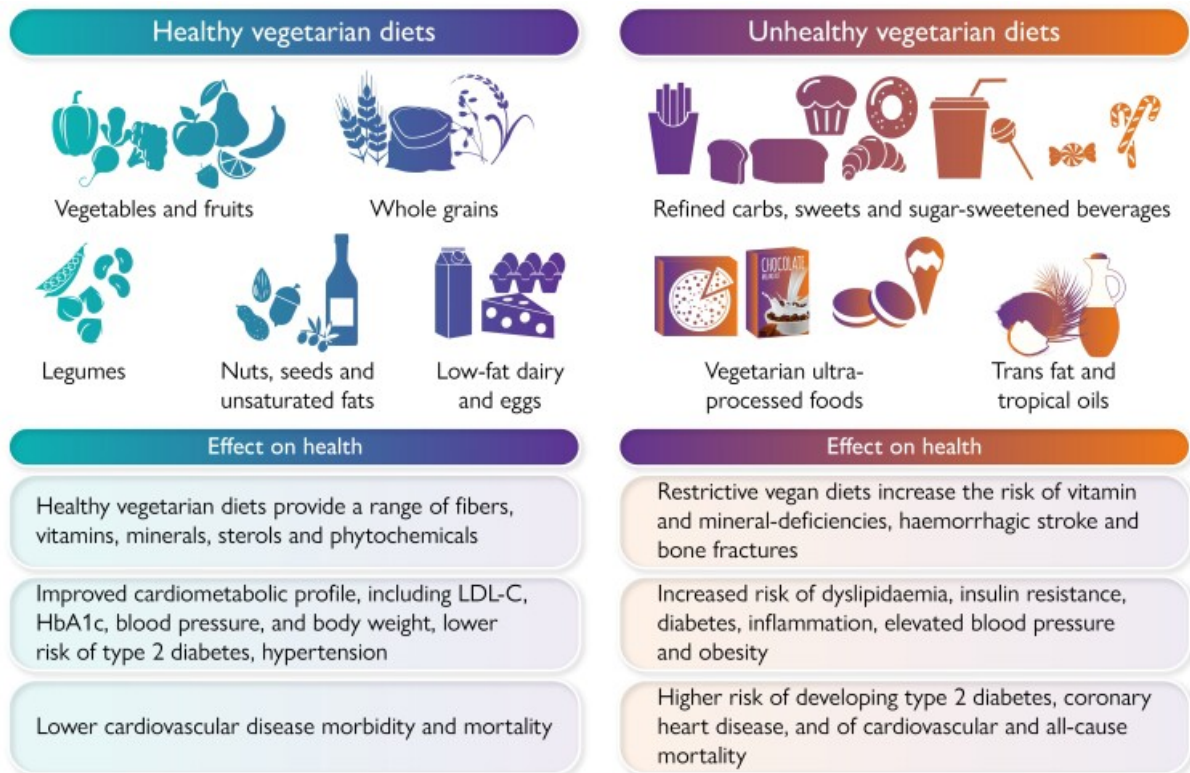 Healthy vegetarian diets
Vegetables and fruits
Whole grains
Legumes
Nuts, seeds and
unsaturated fats
Low-fat dairy
and eggs
Effect on health
Healthy vegetarian diets provide a range of fibers,
vitamins, minerals, sterols and phytochemicals
Improved cardiometabolic profile, including LDL-C,
HbA1c, blood pressure, and body weight, lower
risk of type 2 diabetes, hypertension
Lower cardiovascular disease morbidity and mortality
Unhealthy vegetarian diets
Refined carbs, sweets and sugar-sweetened beverages
CHOCOLATE
Vegetarian ultra-
processed foods
Trans fat and
tropical oils
Effect on health
Restrictive vegan diets increase the risk of vitamin
and mineral-deficiencies, haemorrhagic stroke and
bone fractures
Increased risk of dyslipidaemia, insulin resistance,
diabetes, inflammation, elevated blood pressure
and obesity
Higher risk of developing type 2 diabetes, coronary
heart disease, and of cardiovascular and all-cause
mortality